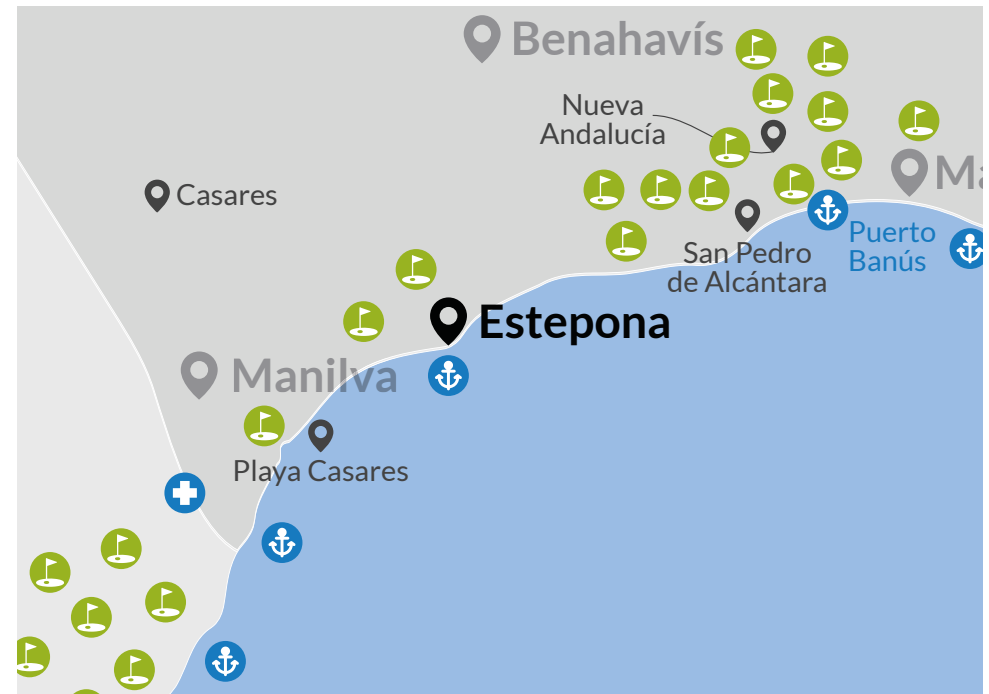 Benahavís
Nueva
Andalucía
Casares
Ma
Puerto
Banús
San Pedro
de Alcántara
Estepona
Manilva
Playa Casares